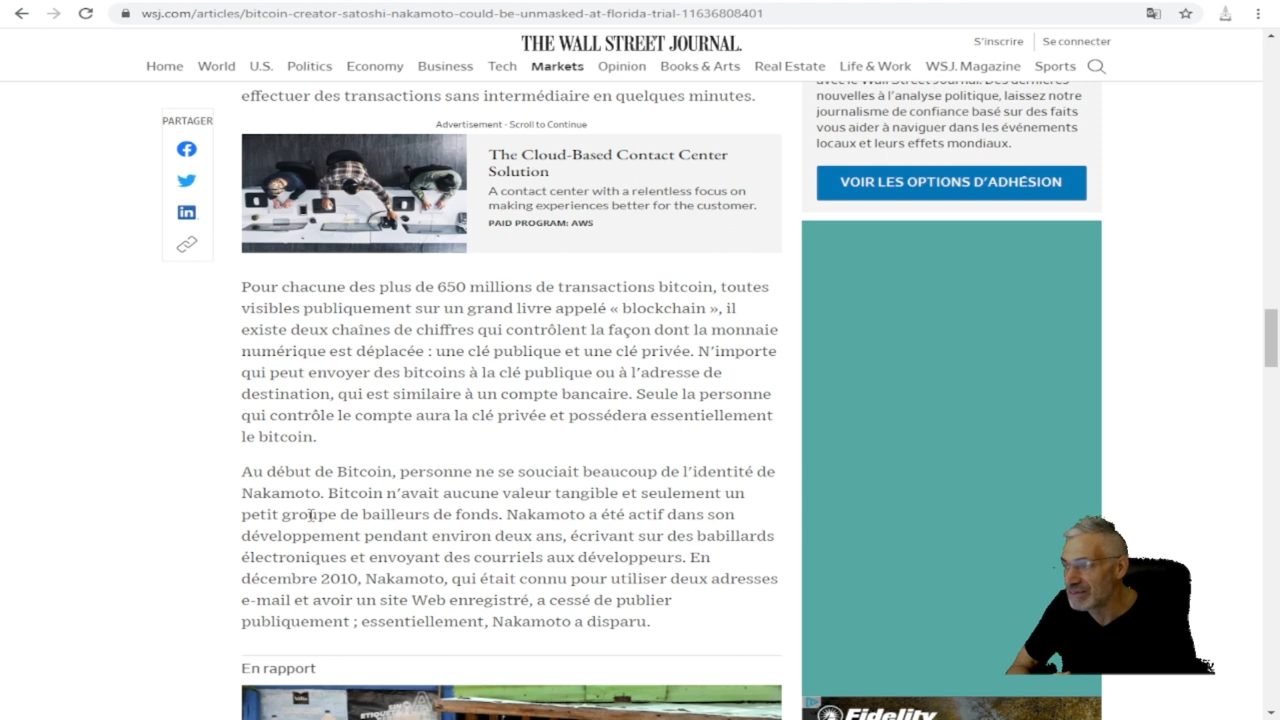 wsj.com/articles/bitcoin-creator-satoshi-nakamoto-could-be-unmasked-at-florida-trial-11636808401
THE WALL STREET JOURNAL.
S'inscrire
Se connecter
Home World U.S. Politics Economy Business Tech Markets Opinion Books & Arts Real Estate Life & Work WSJ. Magazine Sports
PARTAGER
effectuer des transactions sans intermédiaire en quelques minutes.
Advertisement - Scroll to Continue
The Cloud-Based Contact Center
Solution
A contact center with a relentless focus on
making experiences better for the customer.
PAID PROGRAM: AWS
Pour chacune des plus de 650 millions de transactions bitcoin, toutes
visibles publiquement sur un grand livre appelé « blockchain », il
existe deux chaînes de chiffres qui contrôlent la façon dont la monnaie
numérique est déplacée : une clé publique et une clé privée. N'importe
qui peut envoyer des bitcoins à la clé publique ou à l'adresse de
destination, qui est similaire à un compte bancaire. Seule la personne
qui contrôle le compte aura la clé privée et possédera essentiellement
le bitcoin.
Au début de Bitcoin, personne ne se souciait beaucoup de l'identité de
Nakamoto. Bitcoin n'avait aucune valeur tangible et seulement un
petit groupe de bailleurs de fonds. Nakamoto a été actif dans son
développement pendant environ deux ans, écrivant sur des babillards
électroniques et envoyant des courriels aux développeurs. En
décembre 2010, Nakamoto, qui était connu pour utiliser deux adresses
e-mail et avoir un site Web enregistré, a cessé de publier
publiquement ; essentiellement, Nakamoto a disparu.
En rapport
avec le Wall Street Journal. Des dernières
nouvelles à l'analyse politique, laissez notre
journalisme de confiance basé sur des faits
vous aider à naviguer dans les événements
locaux et leurs effets mondiaux.
VOIR LES OPTIONS D'ADHÉSION
Fidelity